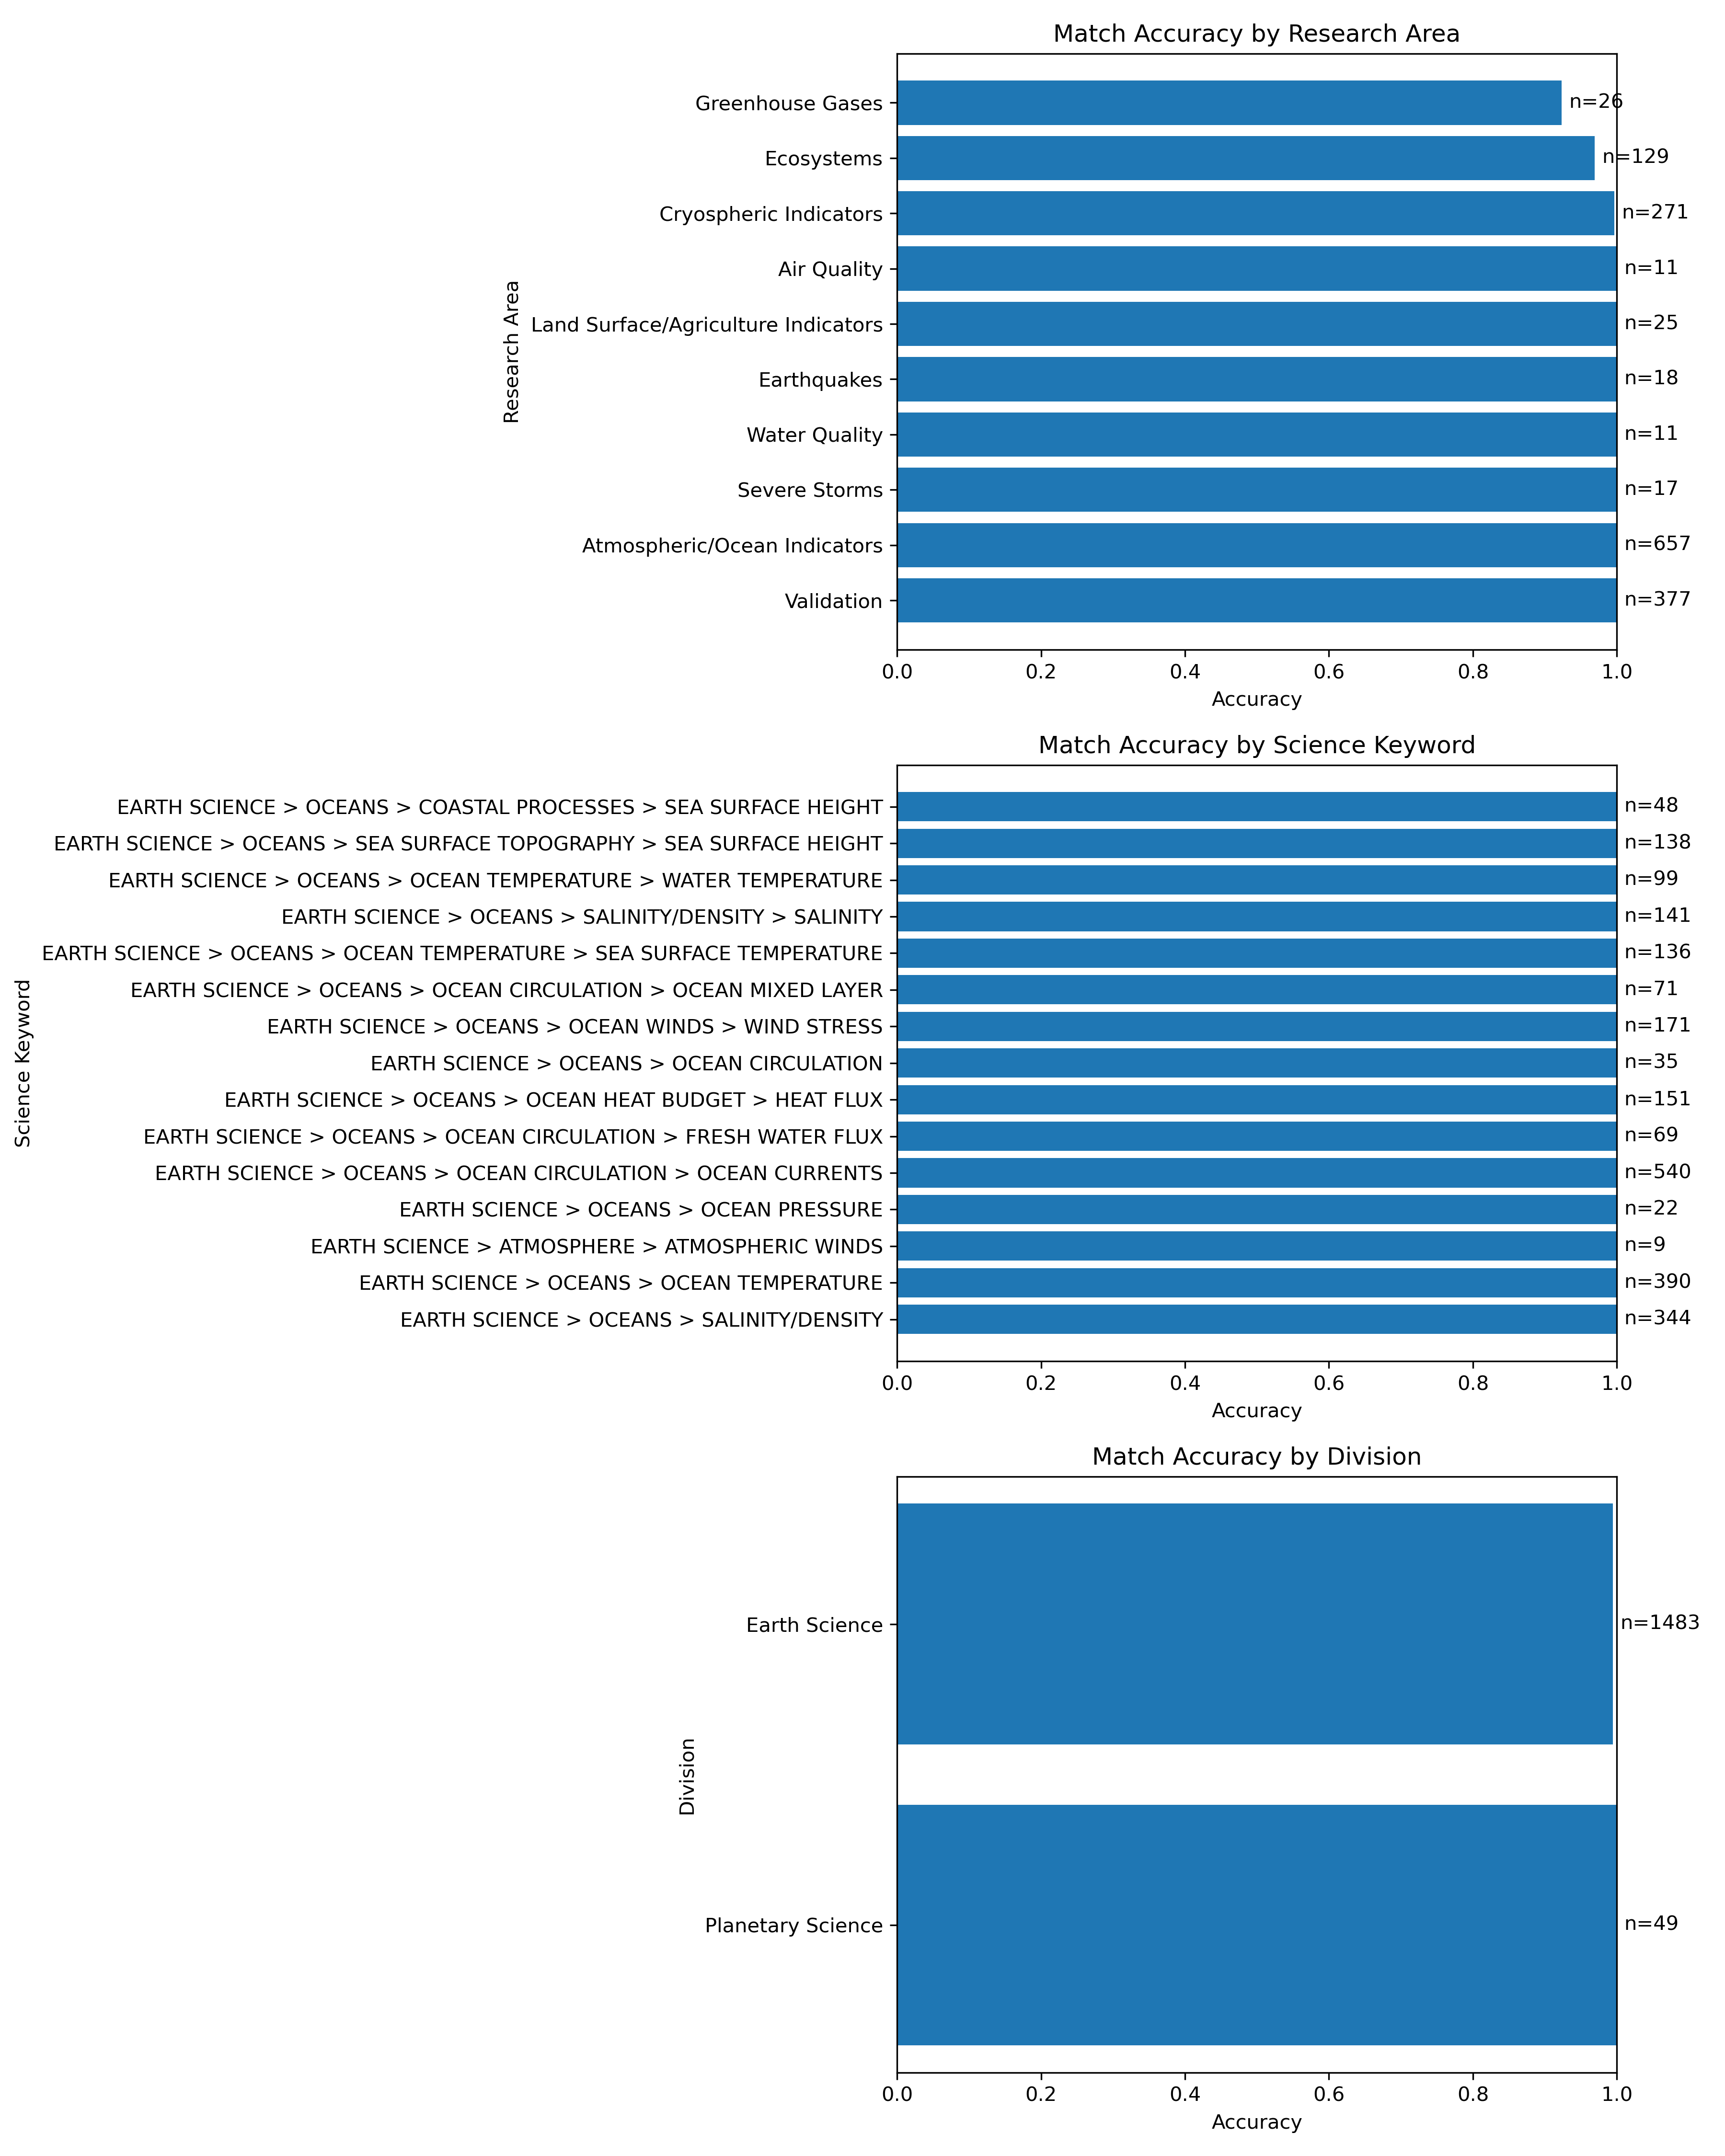 Match Accuracy by Research Area
Research Area
Greenhouse Gases n=26
Ecosystems n=129
Cryospheric Indicators n=271
Air Quality n=11
Land Surface/Agriculture Indicators n=25
Earthquakes n=18
Water Quality n=11
Severe Storms n=17
Atmospheric/Ocean Indicators n=657
Validation n=377
0.0 0.2 0.4 0.6 0.8 1.0
Accuracy
Match Accuracy by Science Keyword
Science Keyword
EARTH SCIENCE > OCEANS > COASTAL PROCESSES > SEA SURFACE HEIGHT n=48
EARTH SCIENCE > OCEANS > SEA SURFACE TOPOGRAPHY > SEA SURFACE HEIGHT n=138
EARTH SCIENCE > OCEANS > OCEAN TEMPERATURE > WATER TEMPERATURE n=99
EARTH SCIENCE > OCEANS > SALINITY/DENSITY > SALINITY n=141
EARTH SCIENCE > OCEANS > OCEAN TEMPERATURE > SEA SURFACE TEMPERATURE n=136
EARTH SCIENCE > OCEANS > OCEAN CIRCULATION > OCEAN MIXED LAYER n=71
EARTH SCIENCE > OCEANS > OCEAN WINDS > WIND STRESS n=171
EARTH SCIENCE > OCEANS > OCEAN CIRCULATION n=35
EARTH SCIENCE > OCEANS > OCEAN HEAT BUDGET > HEAT FLUX n=151
EARTH SCIENCE > OCEANS > OCEAN CIRCULATION > FRESH WATER FLUX n=69
EARTH SCIENCE > OCEANS > OCEAN CIRCULATION > OCEAN CURRENTS n=540
EARTH SCIENCE > OCEANS > OCEAN PRESSURE n=22
EARTH SCIENCE > ATMOSPHERE > ATMOSPHERIC WINDS n=9
EARTH SCIENCE > OCEANS > OCEAN TEMPERATURE n=390
EARTH SCIENCE > OCEANS > SALINITY/DENSITY n=344
0.0 0.2 0.4 0.6 0.8 1.0
Accuracy
Match Accuracy by Division
Division
Earth Science n=1483
Planetary Science n=49
0.0 0.2 0.4 0.6 0.8 1.0
Accuracy